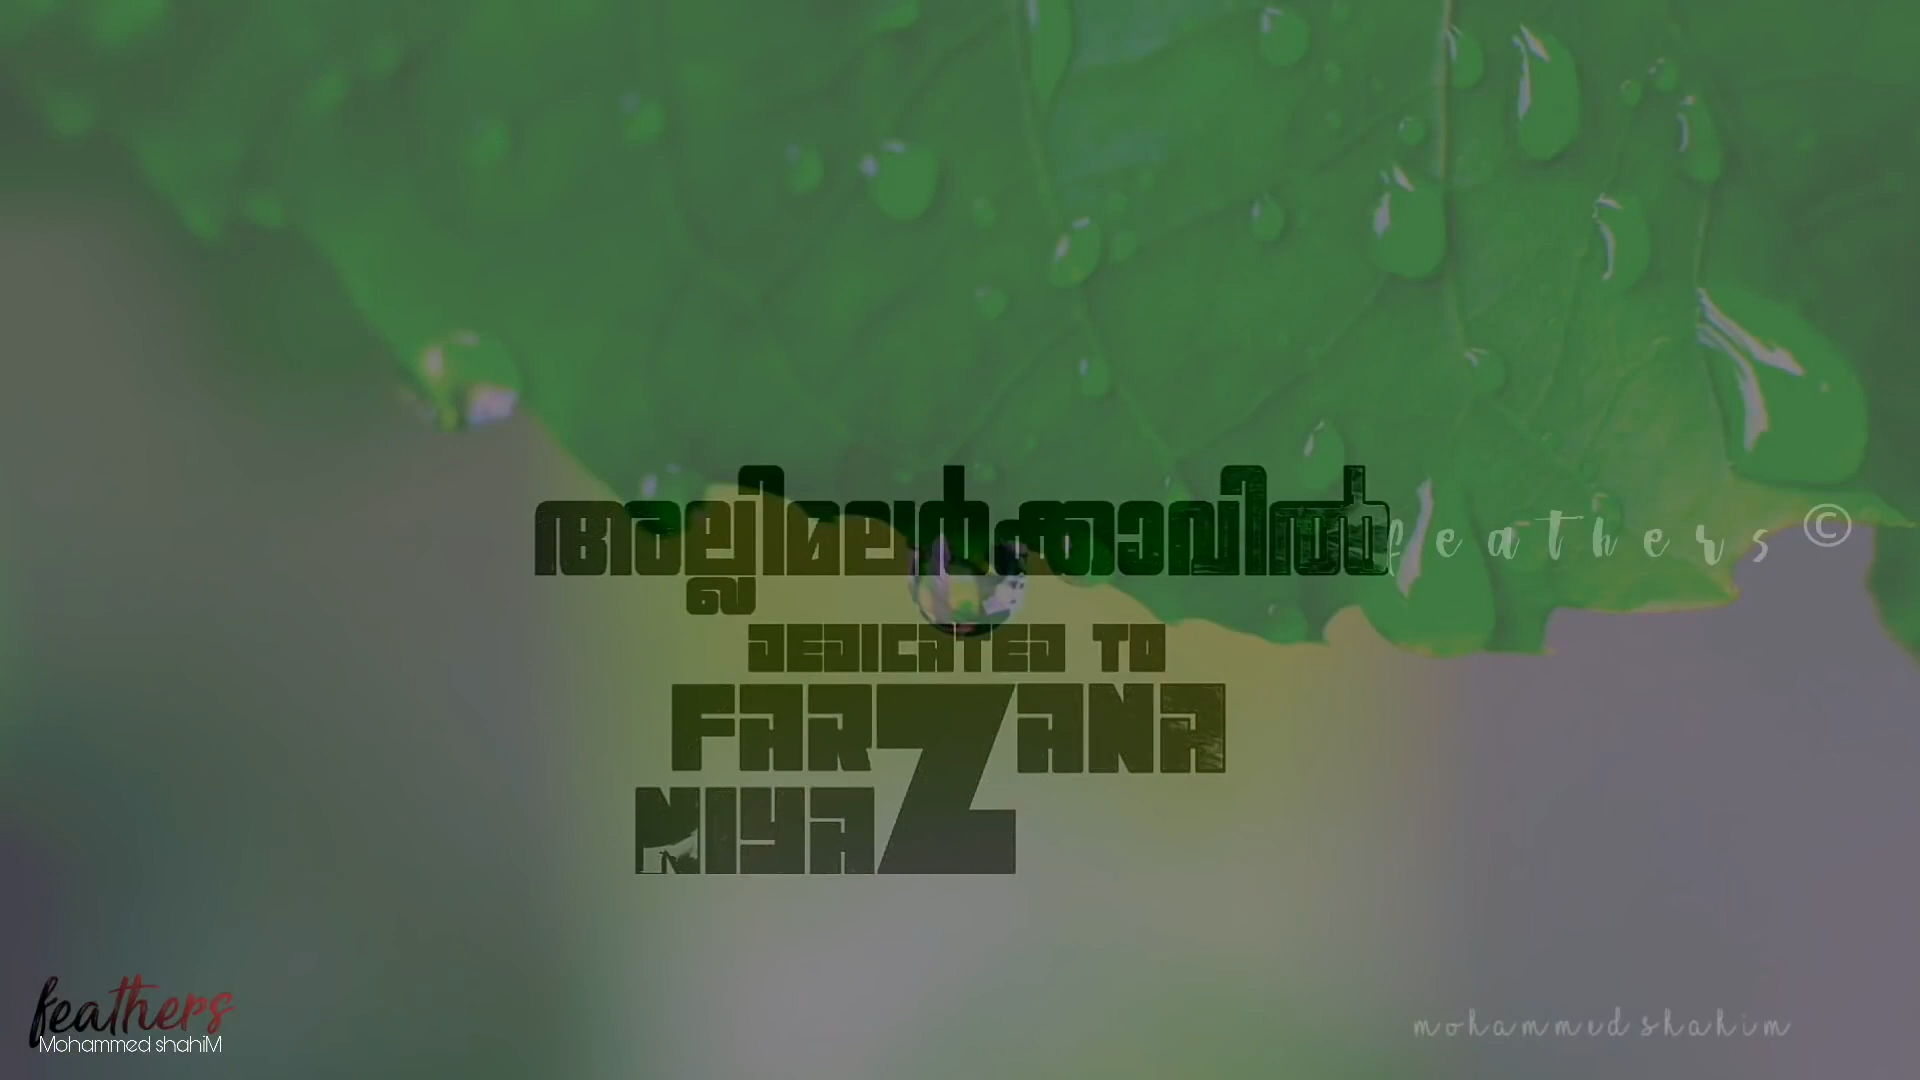 അല്ലിമലർക്കാവിൽ
feathers ©
DEDICATED TO
FARZANA
NIYAZ
feathers
Mohammed shahiM
mohammed shahim